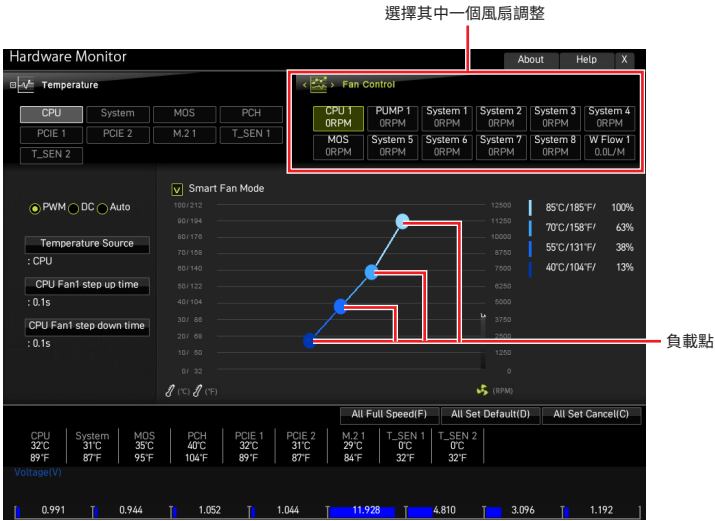 選擇其中一個風扇調整
Hardware Monitor
About Help X
Temperature
< > Fan Control
CPU System MOS PCH
PCIE 1 PCIE 2 M.2 1 T_SEN 1
T_SEN 2
CPU 1 PUMP 1 System 1 System 2 System 3 System 4
0RPM 0RPM 0RPM 0RPM 0RPM 0RPM
MOS System 5 System 6 System 7 System 8 W Flow 1
0RPM 0RPM 0RPM 0RPM 0RPM 0.0L/M
PWM DC Auto
Temperature Source
: CPU
CPU Fan1 step up time
: 0.1s
CPU Fan1 step down time
: 0.1s
Smart Fan Mode
100/212 12500
90/194 11250
80/176 10000
70/158 8750
60/140 7500
50/122 6250
40/104 5000
30/ 86 3750
20/ 68 2500
10/ 50 1250
0/ 32 0
(°C) (°F) (RPM)
85°C/185°F/ 100%
70°C/158°F/ 63%
55°C/131°F/ 38%
40°C/104°F/ 13%
負載點
All Full Speed(F) All Set Default(D) All Set Cancel(C)
CPU System MOS PCH PCIE 1 PCIE 2 M.2 1 T_SEN 1 T_SEN 2
32°C 31°C 35°C 40°C 32°C 31°C 29°C 0°C 0°C
89°F 87°F 95°F 104°F 89°F 87°F 84°F 32°F 32°F
Voltage(V)
0.991 0.944 1.052 1.044 11.928 4.810 3.096 1.192